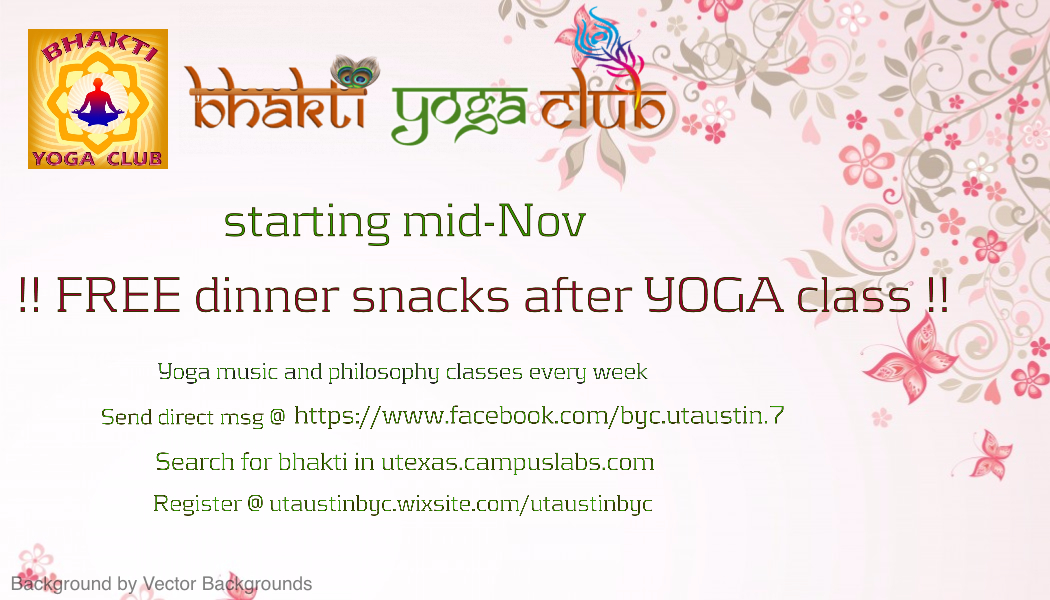 BHAKTI
YOGA CLUB
bhakti yoga club
starting mid-Nov
!! FREE dinner snacks after YOGA class !!
Yoga music and philosophy classes every week
Send direct msg @ https://www.facebook.com/byc.utaustin.7
Search for bhakti in utexas.campuslabs.com
Register @ utaustinbyc.wixsite.com/utaustinbyc
Background by Vector Backgrounds